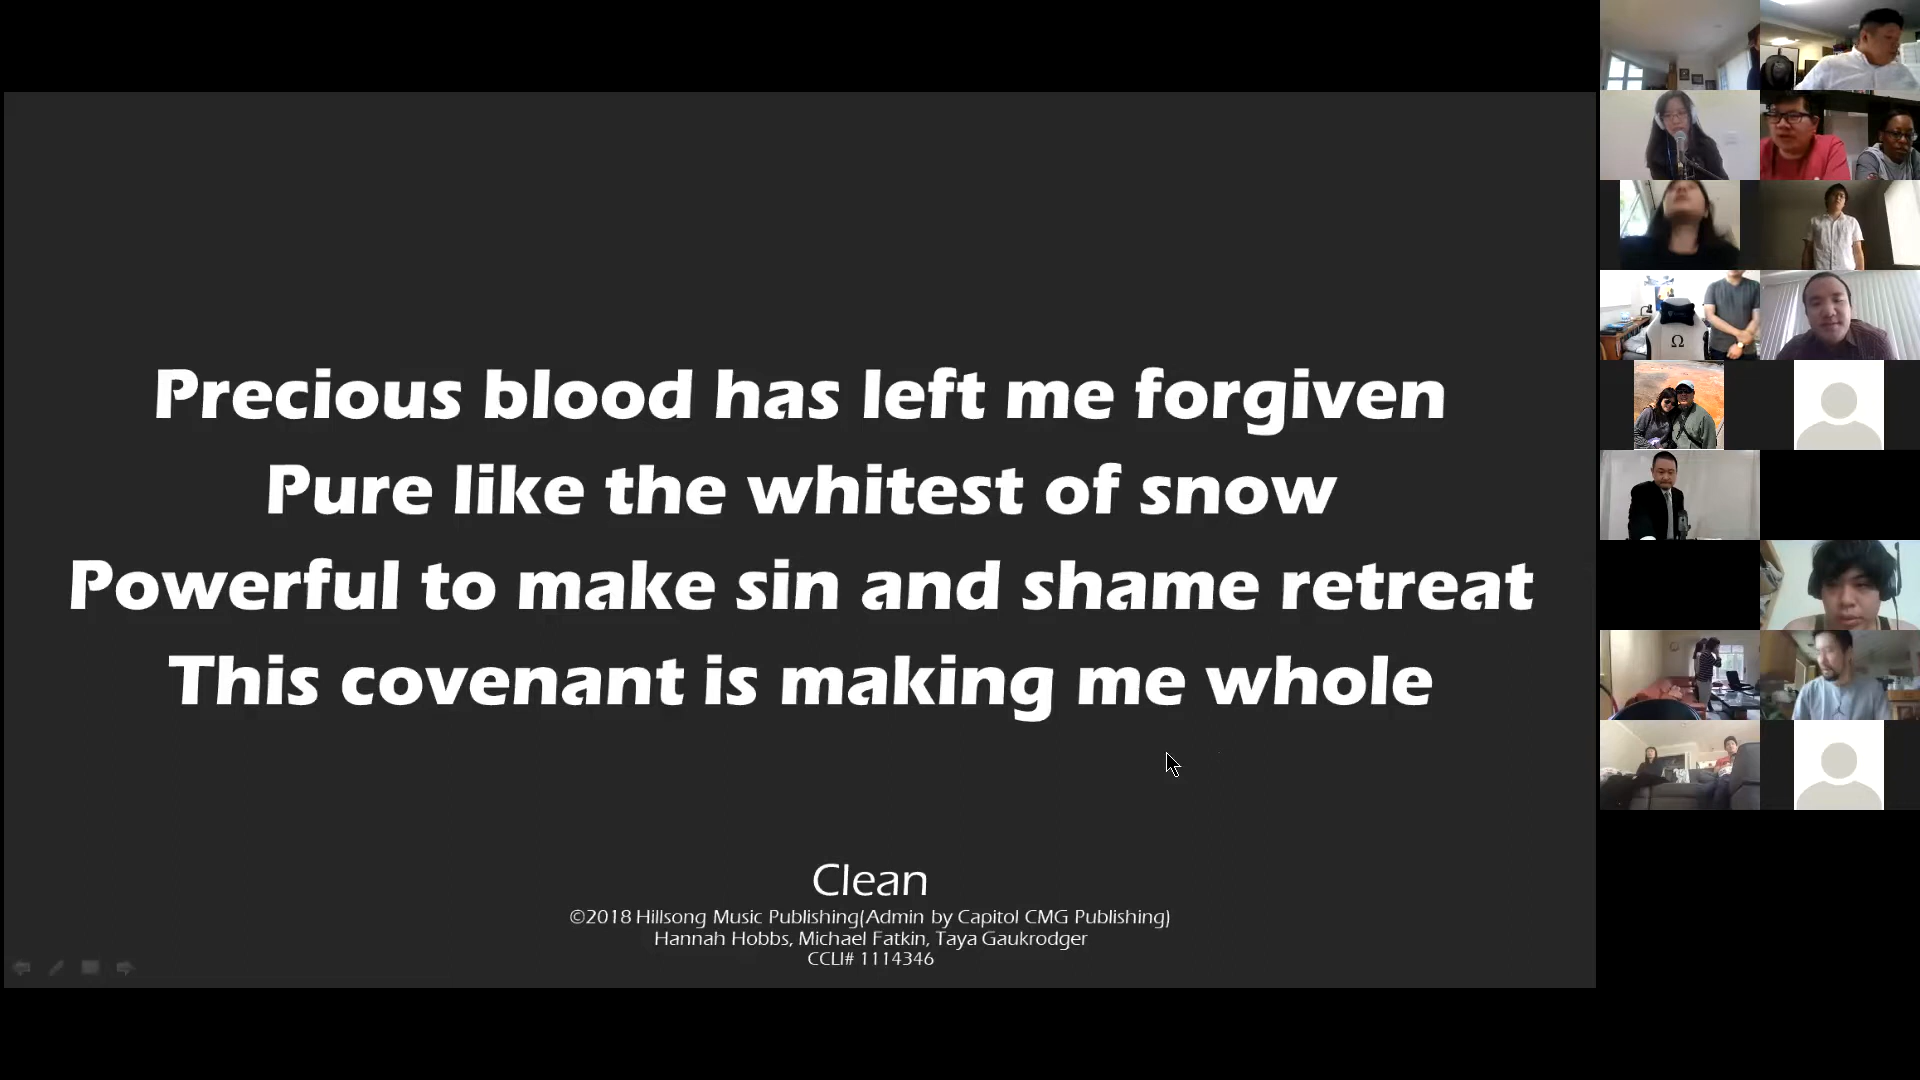 Precious blood has left me forgiven
Pure like the whitest of snow
Powerful to make sin and shame retreat
This covenant is making me whole
Clean
©2018 Hillsong Music Publishing(Admin by Capitol CMG Publishing)
Hannah Hobbs, Michael Fatkin, Taya Gaukrodger
CCLI# 1114346
Ω